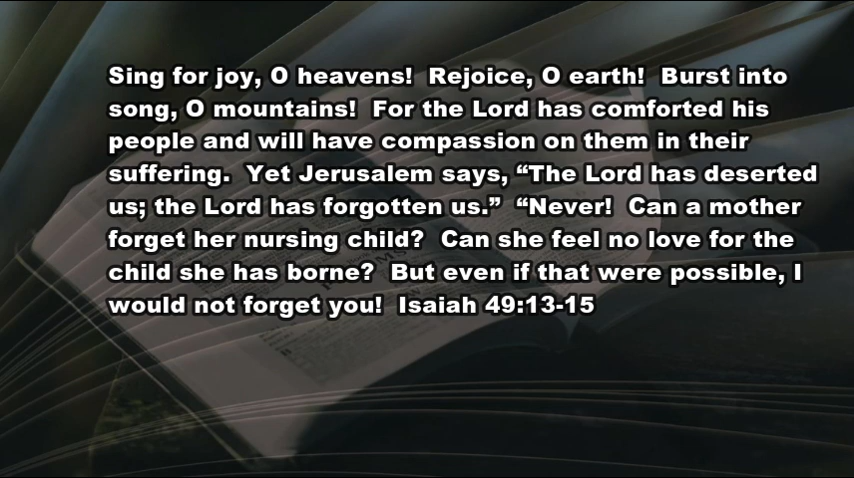 Sing for joy, O heavens!  Rejoice, O earth!  Burst into
song, O mountains!  For the Lord has comforted his
people and will have compassion on them in their
suffering.  Yet Jerusalem says, “The Lord has deserted
us; the Lord has forgotten us.”  “Never!  Can a mother
forget her nursing child?  Can she feel no love for the
child she has borne?  But even if that were possible, I
would not forget you!  Isaiah 49:13-15